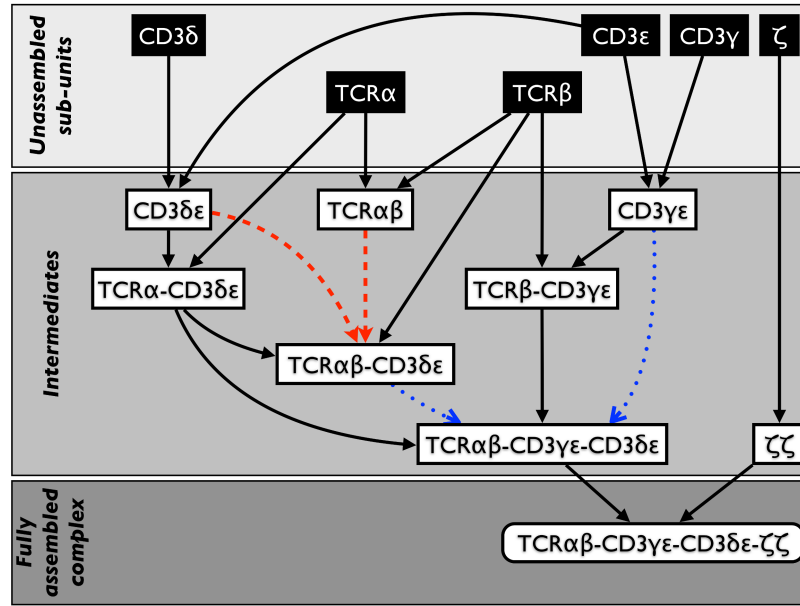 Unassembled
sub-units
CD3δ
CD3ε
CD3γ
ζ
TCRα
TCRβ
Intermediates
CD3δε
TCRαβ
CD3γε
TCRα-CD3δε
TCRβ-CD3γε
TCRαβ-CD3δε
TCRαβ-CD3γε-CD3δε
ζζ
Fully
assembled
complex
TCRαβ-CD3γε-CD3δε-ζζ